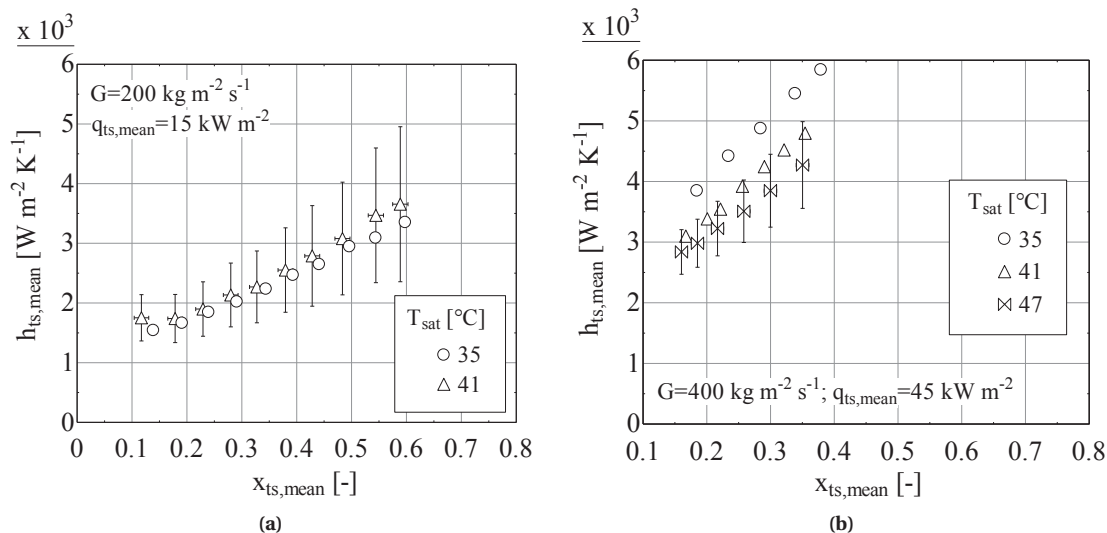 x 10³
6
5
4
3
2
1
0
h_ts,mean [W m⁻² K⁻¹]
G=200 kg m⁻² s⁻¹
q_ts,mean=15 kW m⁻²
T_sat [°C]
35
41
0 0.1 0.2 0.3 0.4 0.5 0.6 0.7 0.8
x_ts,mean [-]
(a)
x 10³
6
5
4
3
2
1
0
h_ts,mean [W m⁻² K⁻¹]
T_sat [°C]
35
41
47
G=400 kg m⁻² s⁻¹; q_ts,mean=45 kW m⁻²
0.1 0.2 0.3 0.4 0.5 0.6 0.7 0.8
x_ts,mean [-]
(b)